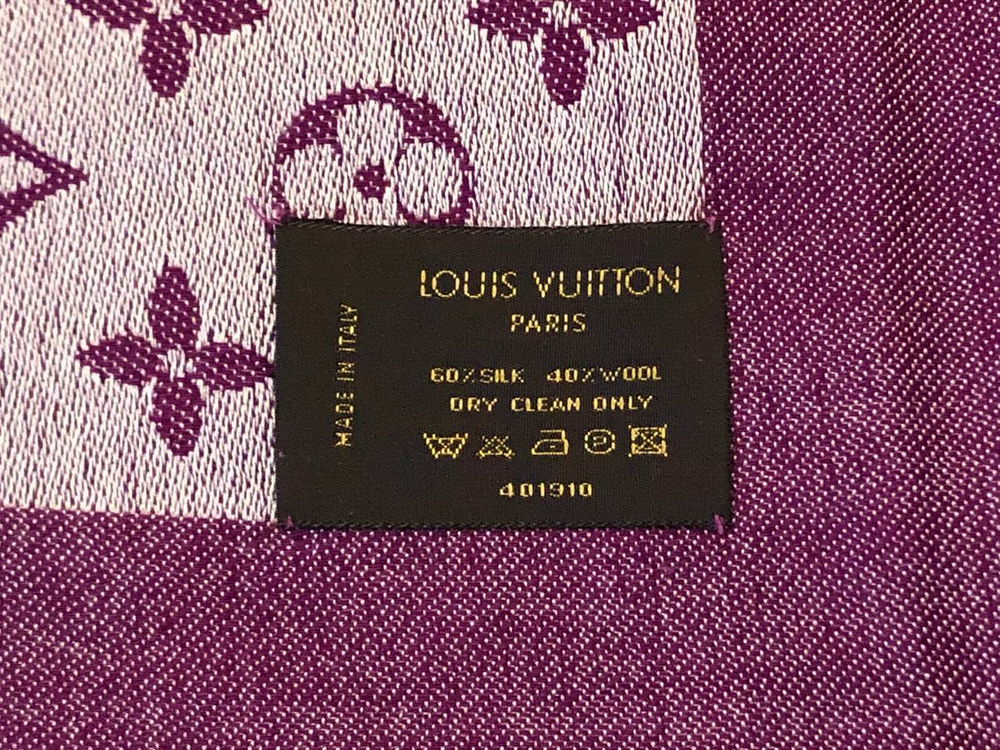 LOUIS VUITTON
PARIS
MADE IN ITALY
60%SILK 40%WOOL
DRY CLEAN ONLY
401910